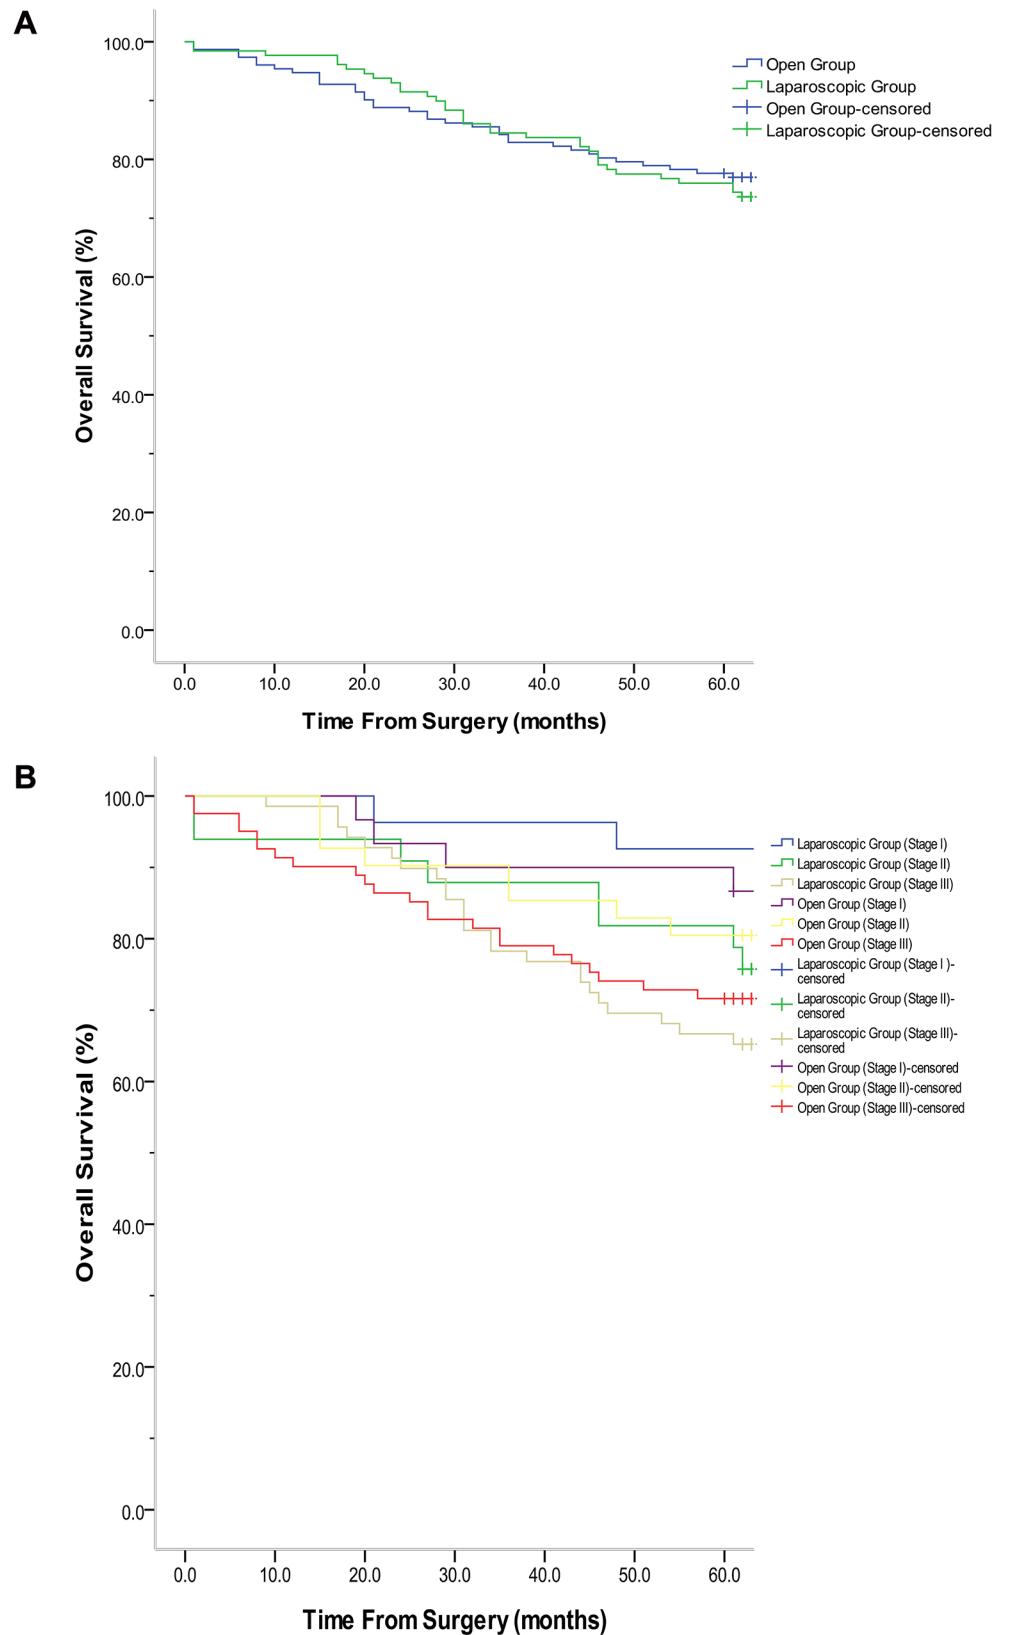 A
100.0
80.0
60.0
40.0
20.0
0.0
Overall Survival (%)
0.0 10.0 20.0 30.0 40.0 50.0 60.0
Time From Surgery (months)
Open Group
Laparoscopic Group
Open Group-censored
Laparoscopic Group-censored
B
100.0
80.0
60.0
40.0
20.0
0.0
Overall Survival (%)
0.0 10.0 20.0 30.0 40.0 50.0 60.0
Time From Surgery (months)
Laparoscopic Group (Stage I)
Laparoscopic Group (Stage II)
Laparoscopic Group (Stage III)
Open Group (Stage I)
Open Group (Stage II)
Open Group (Stage III)
Laparoscopic Group (Stage I )-
censored
Laparoscopic Group (Stage II)-
censored
Laparoscopic Group (Stage III)-
censored
Open Group (Stage I)-censored
Open Group (Stage II)-censored
Open Group (Stage III)-censored